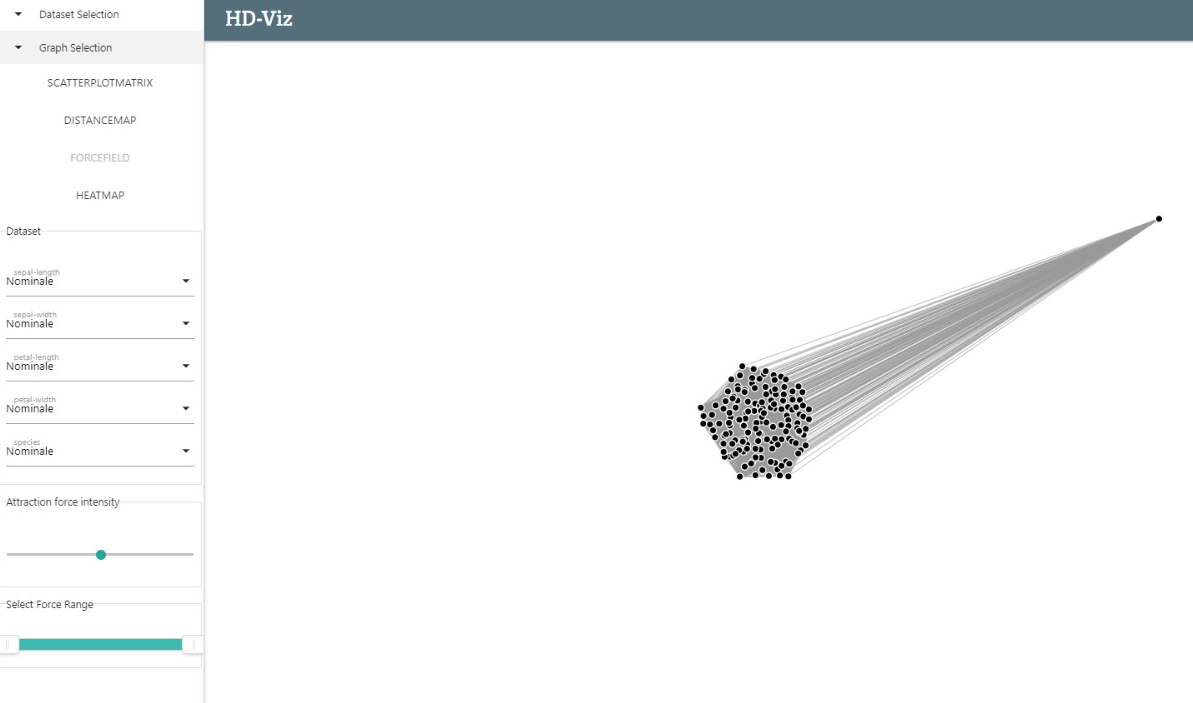 Dataset Selection
HD-Viz
Graph Selection
SCATTERPLOTMATRIX
DISTANCEMAP
FORCEFIELD
HEATMAP
Dataset
sepal-length
Nominale
sepal-width
Nominale
petal-length
Nominale
petal-width
Nominale
species
Nominale
Attraction force intensity
Select Force Range